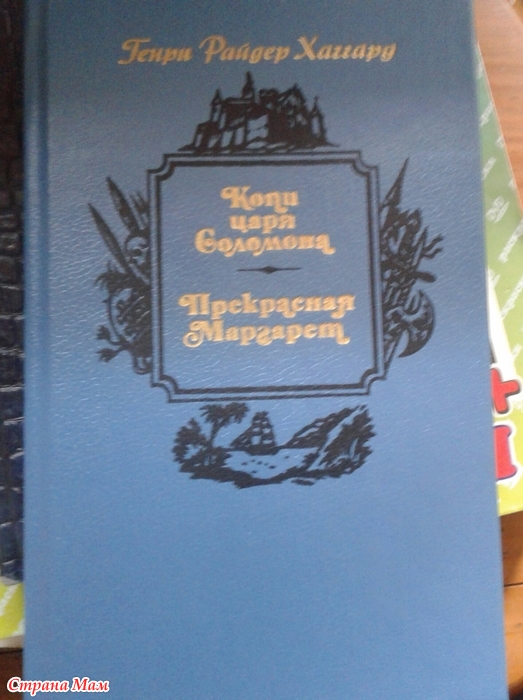 Генри Райдер Хаггард
Копи
царя
Соломона
Прекрасная
Маргарет
Страна Мам